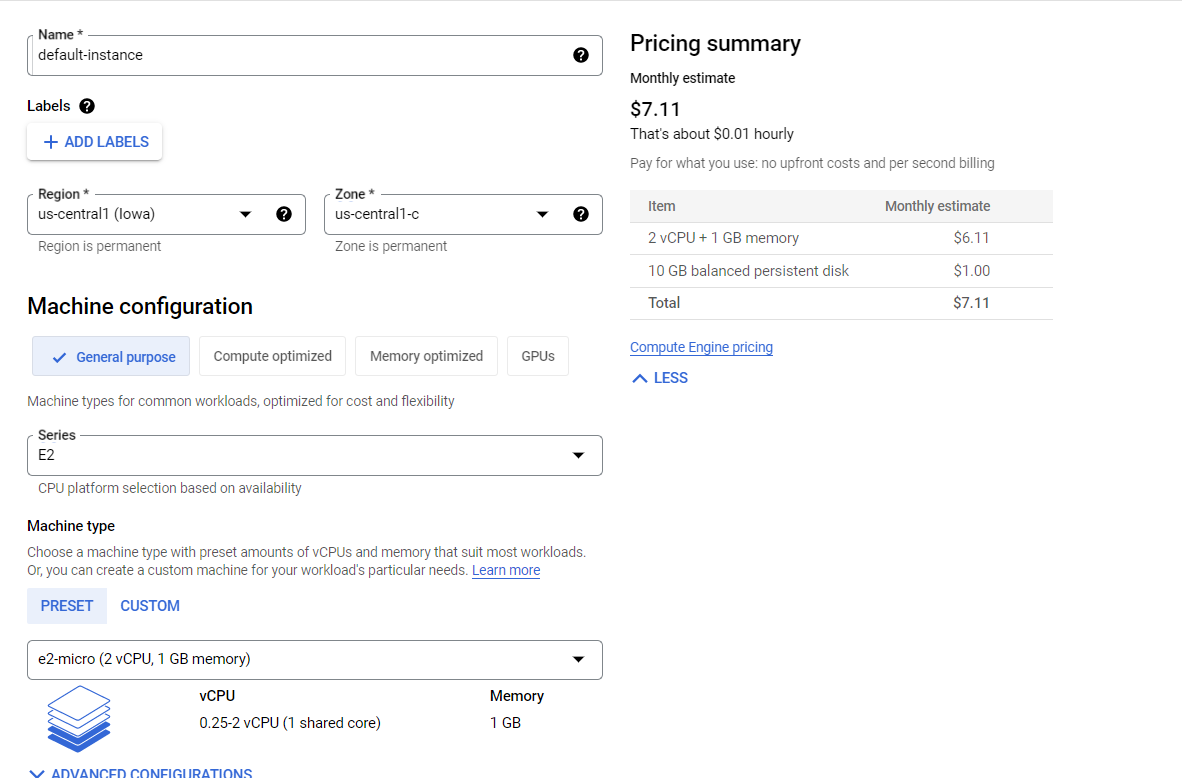 Name *
default-instance
Labels
ADD LABELS
Region *
us-central1 (Iowa)
Region is permanent
Zone *
us-central1-c
Zone is permanent
Machine configuration
General purpose
Compute optimized
Memory optimized
GPUs
Machine types for common workloads, optimized for cost and flexibility
Series
E2
CPU platform selection based on availability
Machine type
Choose a machine type with preset amounts of vCPUs and memory that suit most workloads.
Or, you can create a custom machine for your workload's particular needs. Learn more
PRESET
CUSTOM
e2-micro (2 vCPU, 1 GB memory)
vCPU
0.25-2 vCPU (1 shared core)
Memory
1 GB
ADVANCED CONFIGURATIONS
Pricing summary
Monthly estimate
$7.11
That's about $0.01 hourly
Pay for what you use: no upfront costs and per second billing
Item Monthly estimate
2 vCPU + 1 GB memory $6.11
10 GB balanced persistent disk $1.00
Total $7.11
Compute Engine pricing
LESS